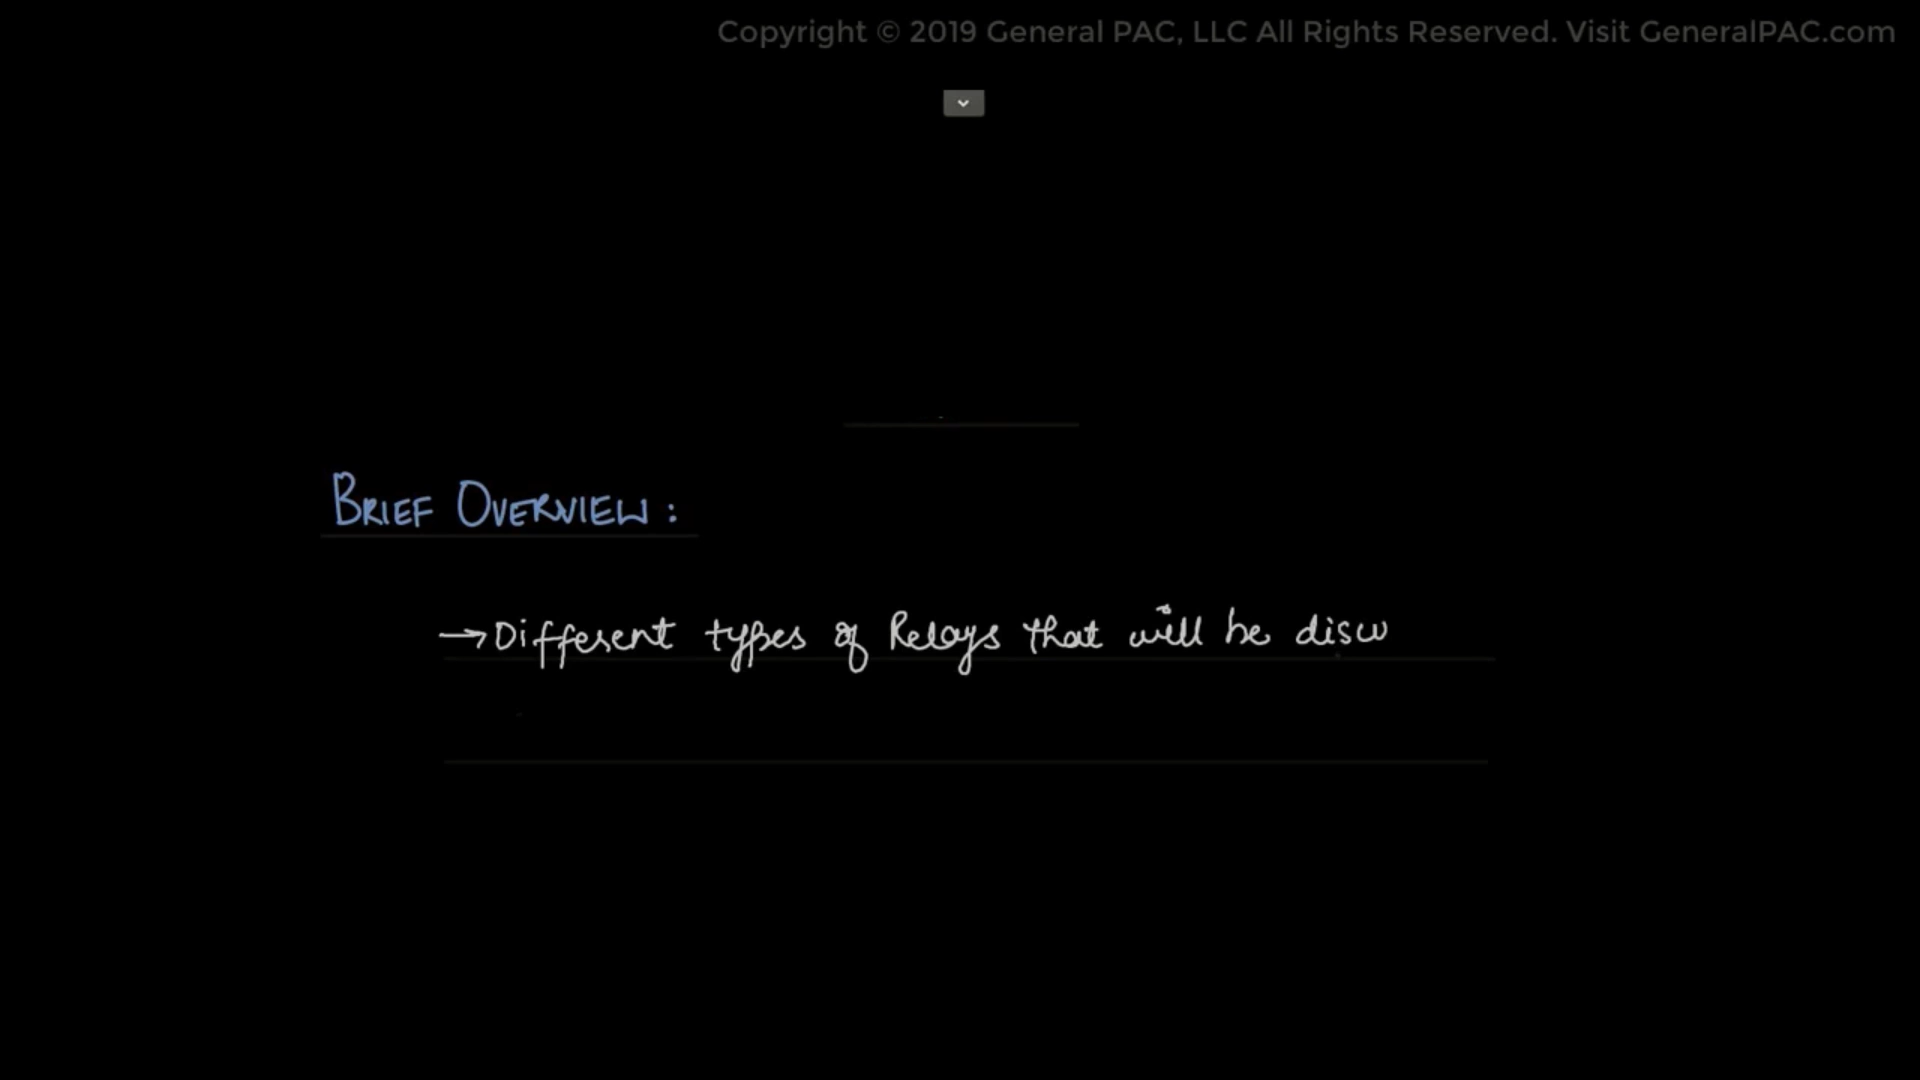 Copyright © 2019 General PAC, LLC All Rights Reserved. Visit GeneralPAC.com
BRIEF OVERVIEW :
→ Different types of Relays that will be discu